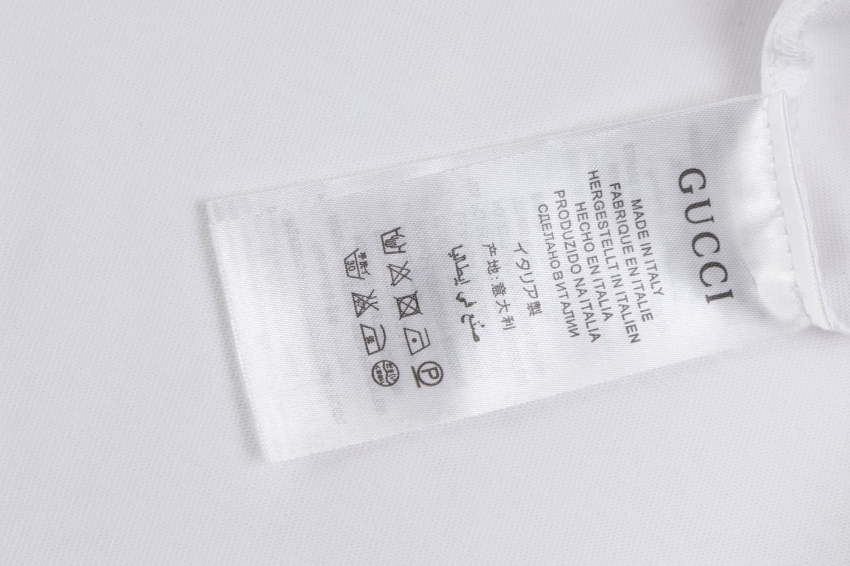 GUCCI
MADE IN ITALY
FABRIQUE EN ITALIE
HERGESTELLT IN ITALIEN
HECHO EN ITALIA
PRODUZIDO NA ITALIA
СДЕЛАНО В ИТАЛИИ
イタリア製
产地:意大利
صنع في إيطاليا
P
30